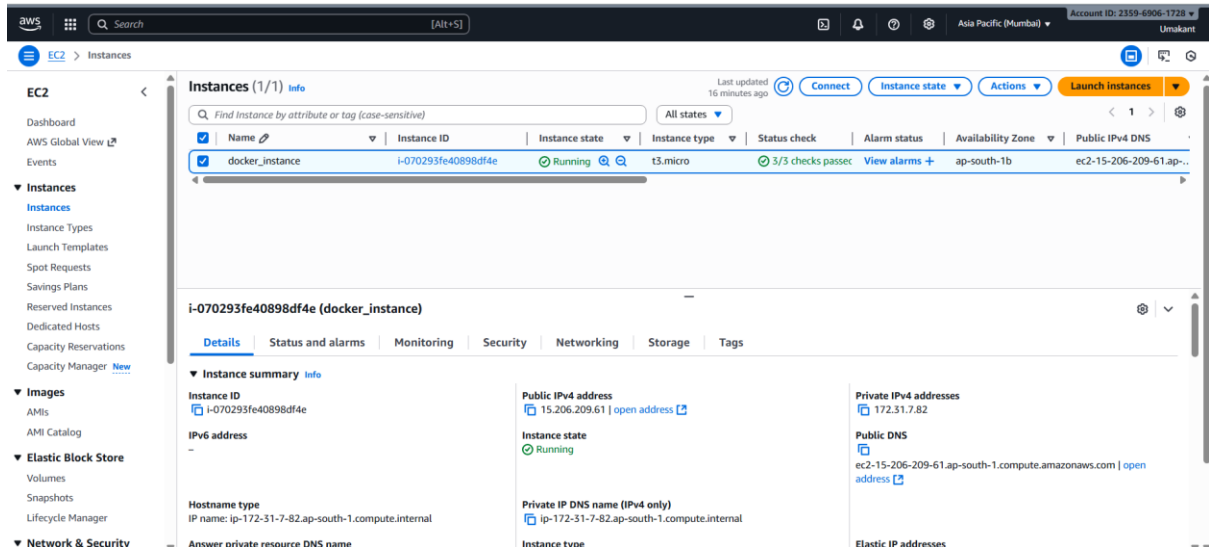 aws
Search
[Alt+S]
Asia Pacific (Mumbai)
Account ID: 2359-6906-1728
Umakant
EC2 > Instances
EC2
Dashboard
AWS Global View
Events
Instances
Instances
Instance Types
Launch Templates
Spot Requests
Savings Plans
Reserved Instances
Dedicated Hosts
Capacity Reservations
Capacity Manager New
Images
AMIs
AMI Catalog
Elastic Block Store
Volumes
Snapshots
Lifecycle Manager
Network & Security
Instances (1/1) Info
Last updated
16 minutes ago
Connect
Instance state
Actions
Launch instances
Find Instance by attribute or tag (case-sensitive)
All states
1
Name Instance ID Instance state Instance type Status check Alarm status Availability Zone Public IPv4 DNS
docker_instance i-070293fe40898df4e Running t3.micro 3/3 checks passec View alarms + ap-south-1b ec2-15-206-209-61.ap-...
i-070293fe40898df4e (docker_instance)
Details Status and alarms Monitoring Security Networking Storage Tags
Instance summary Info
Instance ID
i-070293fe40898df4e
Public IPv4 address
15.206.209.61 | open address
Private IPv4 addresses
172.31.7.82
IPv6 address
–
Instance state
Running
Public DNS
ec2-15-206-209-61.ap-south-1.compute.amazonaws.com | open
address
Hostname type
IP name: ip-172-31-7-82.ap-south-1.compute.internal
Private IP DNS name (IPv4 only)
ip-172-31-7-82.ap-south-1.compute.internal
Answer private resource DNS name
Instance type
Elastic IP addresses